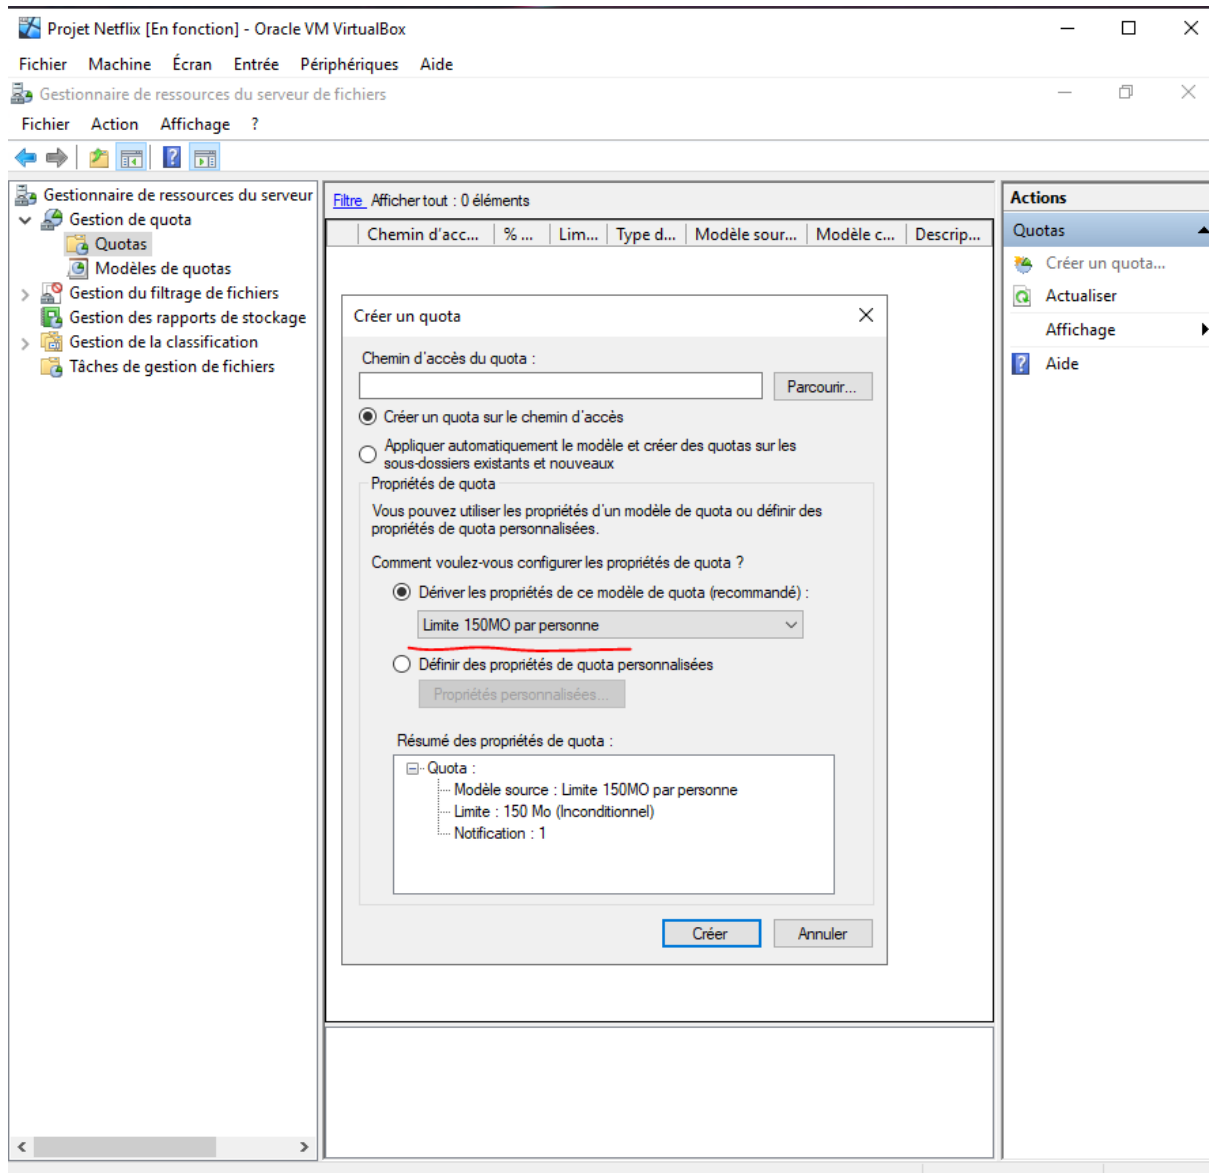 Projet Netflix [En fonction] - Oracle VM VirtualBox
Fichier Machine Écran Entrée Périphériques Aide
Gestionnaire de ressources du serveur de fichiers
Fichier Action Affichage ?
Gestionnaire de ressources du serveur
Gestion de quota
Quotas
Modèles de quotas
Gestion du filtrage de fichiers
Gestion des rapports de stockage
Gestion de la classification
Tâches de gestion de fichiers
Filtre Afficher tout : 0 éléments
Chemin d'acc... % ... Lim... Type d... Modèle sour... Modèle c... Descrip...
Créer un quota
Chemin d'accès du quota :
Parcourir...
Créer un quota sur le chemin d'accès
Appliquer automatiquement le modèle et créer des quotas sur les
sous-dossiers existants et nouveaux
Propriétés de quota
Vous pouvez utiliser les propriétés d'un modèle de quota ou définir des
propriétés de quota personnalisées.
Comment voulez-vous configurer les propriétés de quota ?
Dériver les propriétés de ce modèle de quota (recommandé) :
Limite 150MO par personne
Définir des propriétés de quota personnalisées
Propriétés personnalisées...
Résumé des propriétés de quota :
Quota :
Modèle source : Limite 150MO par personne
Limite : 150 Mo (Inconditionnel)
Notification : 1
Créer Annuler
Actions
Quotas
Créer un quota...
Actualiser
Affichage
Aide